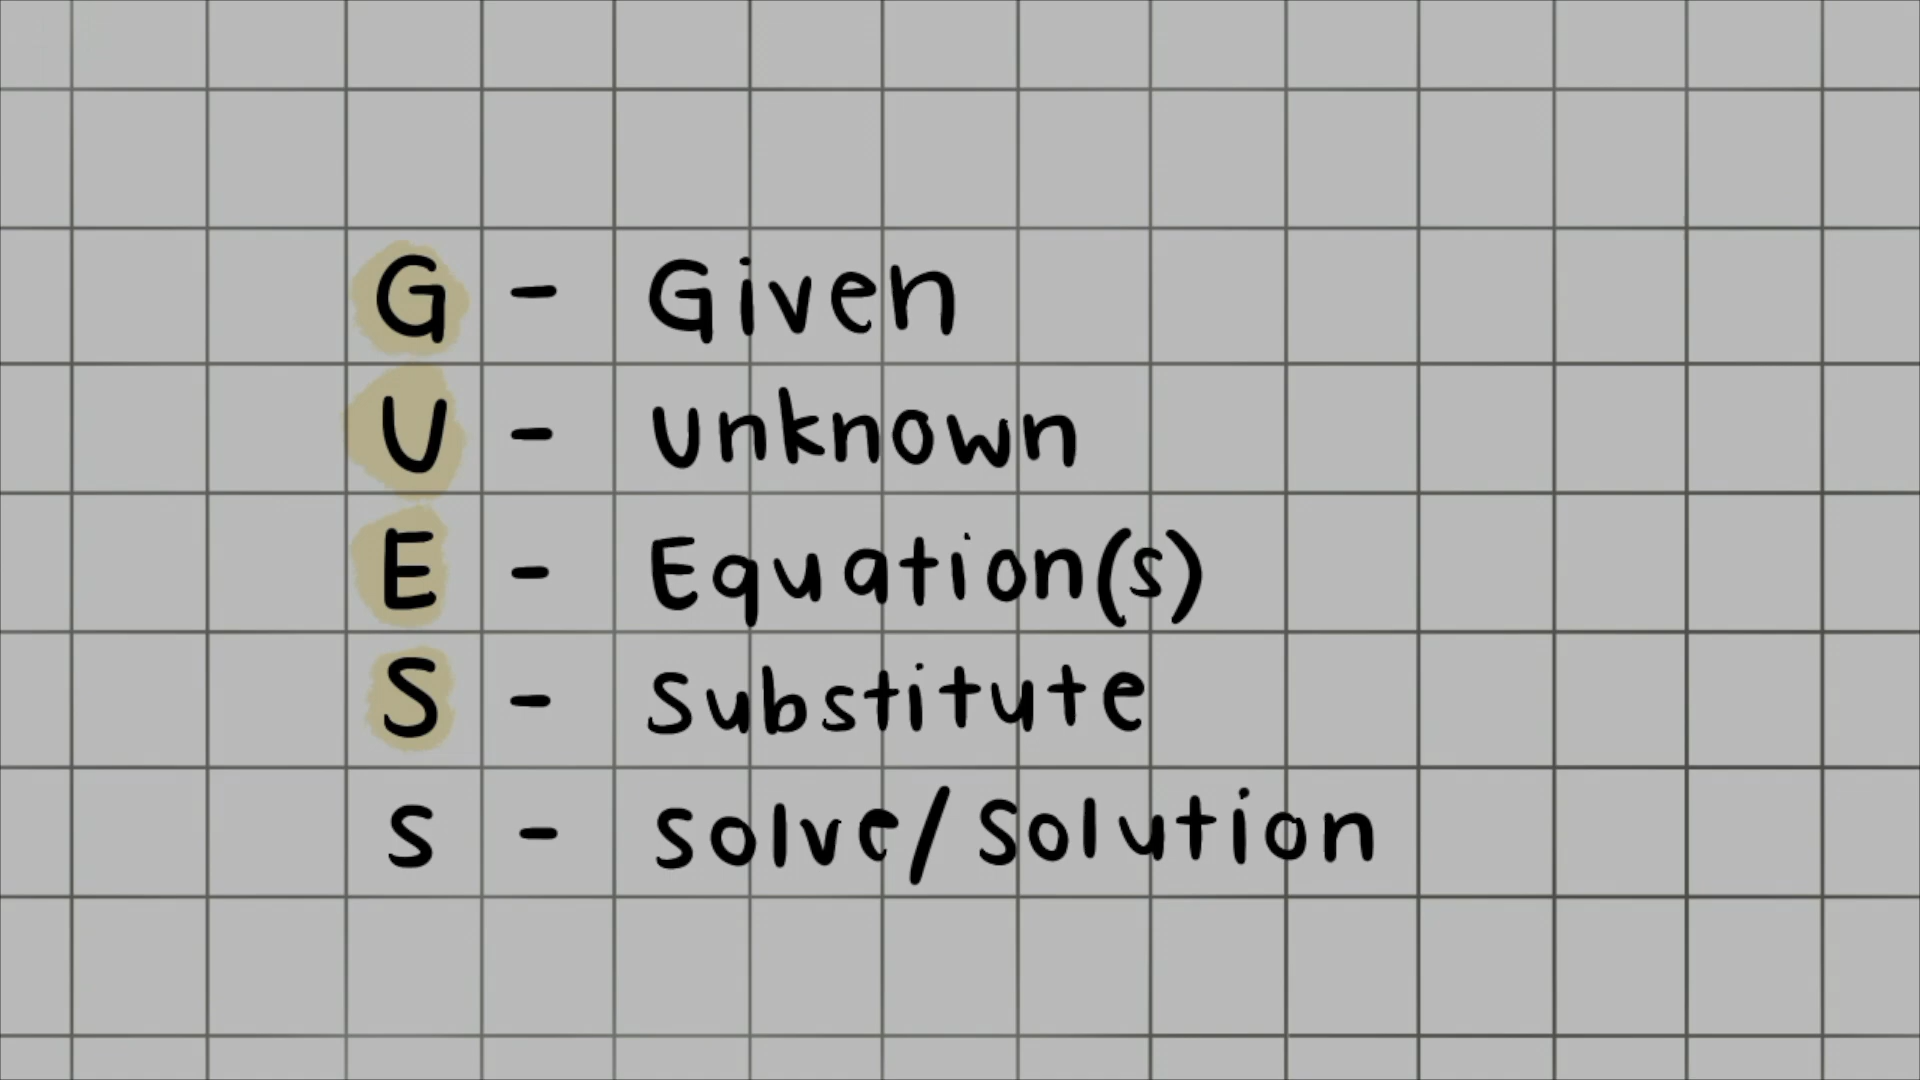 G - Given
U - Unknown
E - Equation(s)
S - Substitute
S - Solve/Solution